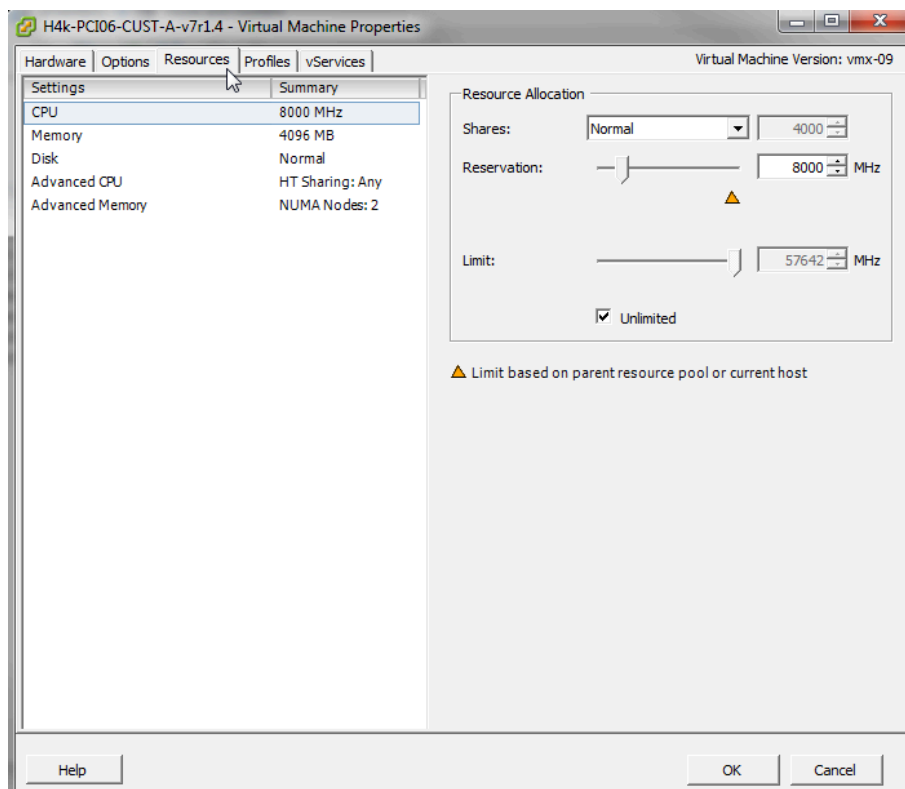 H4k-PCI06-CUST-A-v7r1.4 - Virtual Machine Properties
Hardware Options Resources Profiles vServices Virtual Machine Version: vmx-09
Settings Summary
CPU 8000 MHz
Memory 4096 MB
Disk Normal
Advanced CPU HT Sharing: Any
Advanced Memory NUMA Nodes: 2
Resource Allocation
Shares: Normal 4000
Reservation: 8000 MHz
Limit: 57642 MHz
Unlimited
Limit based on parent resource pool or current host
Help OK Cancel